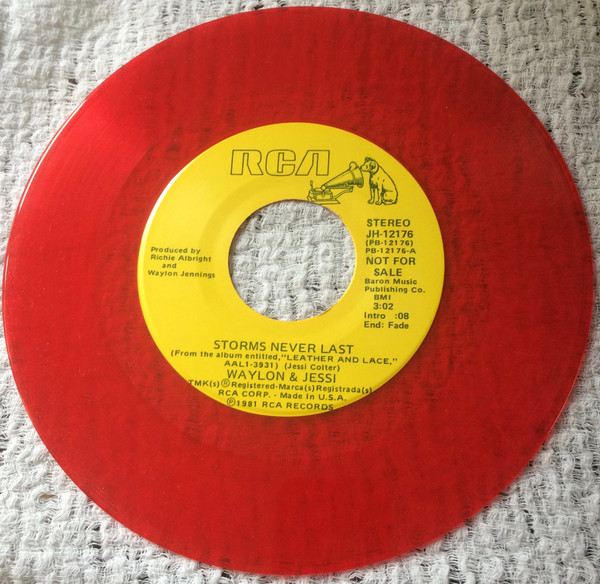 RCA
STEREO
JH-12176
(PB-12176)
PB-12176-A
NOT FOR
SALE
Baron Music
Publishing Co.
BMI
3:02
Intro :08
End: Fade
Produced by
Richie Albright
and
Waylon Jennings
STORMS NEVER LAST
(From the album entitled,"LEATHER AND LACE,"
AAL1-3931) (Jessi Colter)
WAYLON & JESSI
TMK(s)®Registered-Marca(s)Registrada(s)
RCA CORP. - Made In U.S.A.
℗1981 RCA RECORDS